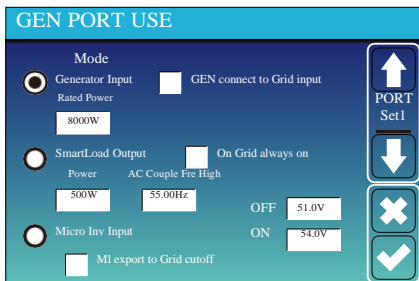 GEN PORT USE
Mode
Generator Input GEN connect to Grid input
Rated Power
8000W
PORT
Set1
SmartLoad Output On Grid always on
Power AC Couple Fre High
500W 55.00Hz
OFF 51.0V
Micro Inv Input ON 54.0V
MI export to Grid cutoff